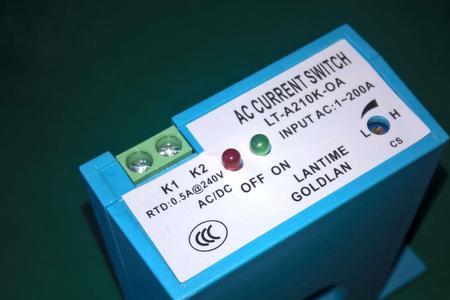 AC CURRENT SWITCH
LT-A210K-OA
INPUT AC:1~200A
L H
CS
K1 K2
RTD:0.5A@240V
AC/DC OFF ON
LANTIME
GOLDLAN
CCC